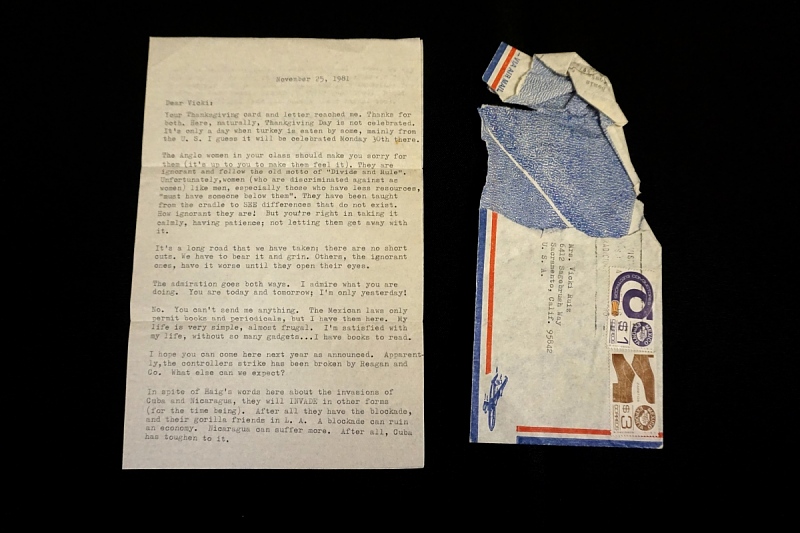 November 25, 1981
Dear Vicki:
Your Thanksgiving card and letter reached me. Thanks for
both. Here, naturally, Thankgiving Day is not celebrated.
It's only a day when turkey is eaten by some, mainly from
the U. S. I guess it will be celebrated Monday 30th there.
The anglo women in your class should make you sorry for
them (it's up to you to make them feel it). They are
ignorant and follow the old motto of "Divide and Rule".
Unfortunately,women (who are discriminated against as
women) like men, especially those who have less resources,
"must have someone below them". They have been taught
from the cradle to SEE differences that do not exist.
How ignorant they are! But you're right in taking it
calmly, having patience; not letting them get away with
it.
It's a long road that we have taken; there are no short
cuts. We have to bear it and grin. Others, the ignorant
ones, have it worse until they open their eyes.
The admiration goes both ways. I admire what you are
doing. You are today and tomorrow; I'm only yesterday!
No. You can't send me anything. The Mexican laws only
permit books and periodicals, but I have them here. My
life is very simple, almost frugal. I'm satisfied with
my life, without so many gadgets...I have books to read.
I hope you can come here next year as announced. Apparent-
ly,the controllers strike has been broken by Reagan and
Co. What else can we expect?
In spite of Haig's words here about the invasions of
Cuba and Nicaragua, they will INVADE in other forms
(for the time being). After all they have the blockade,
and their gorilla friends in L. A. A blockade can ruin
an economy. Nicaragua can suffer more. After all, Cuba
has toughen to it.
VIA AIR MAIL
Mrs. Vicki Ruiz
6412 Sagebrush Way
Sacramento, Calif. 95842
U. S. A.
$1
$3